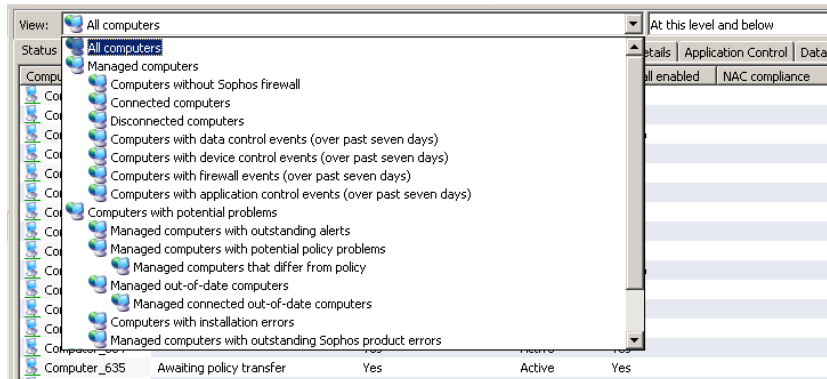 View: All computers At this level and below
Status All computers etails Application Control Data
Managed computers
Compu all enabled NAC compliance
Computers without Sophos firewall
Connected computers
Disconnected computers
Computers with data control events (over past seven days)
Computers with device control events (over past seven days)
Computers with firewall events (over past seven days)
Computers with application control events (over past seven days)
Computers with potential problems
Managed computers with outstanding alerts
Managed computers with potential policy problems
Managed computers that differ from policy
Managed out-of-date computers
Managed connected out-of-date computers
Computers with installation errors
Managed computers with outstanding Sophos product errors
Computer_635 Awaiting policy transfer Yes Active Yes